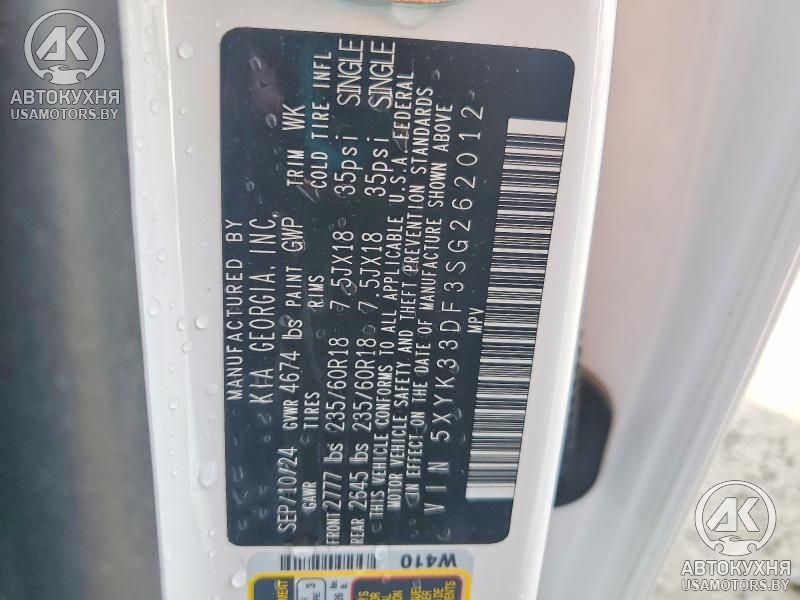 MANUFACTURED BY
KIA GEORGIA, INC.
SEP/10/24 GVWR 4674 lbs PAINT GWP TRIM WK
GAWR TIRES RIMS COLD TIRE INFL
FRONT 2777 lbs 235/60R18 7.5JX18 35psi SINGLE
REAR 2645 lbs 235/60R18 7.5JX18 35psi SINGLE
THIS VEHICLE CONFORMS TO ALL APPLICABLE U.S.A. FEDERAL
MOTOR VEHICLE SAFETY AND THEFT PREVENTION STANDARDS
IN EFFECT ON THE DATE OF MANUFACTURE SHOWN ABOVE
VIN 5XYK33DF3SG262012
MPV
W410
AK
АВТОКУХНЯ
USAMOTORS.BY
AK
АВТОКУХНЯ
USAMOTORS.BY